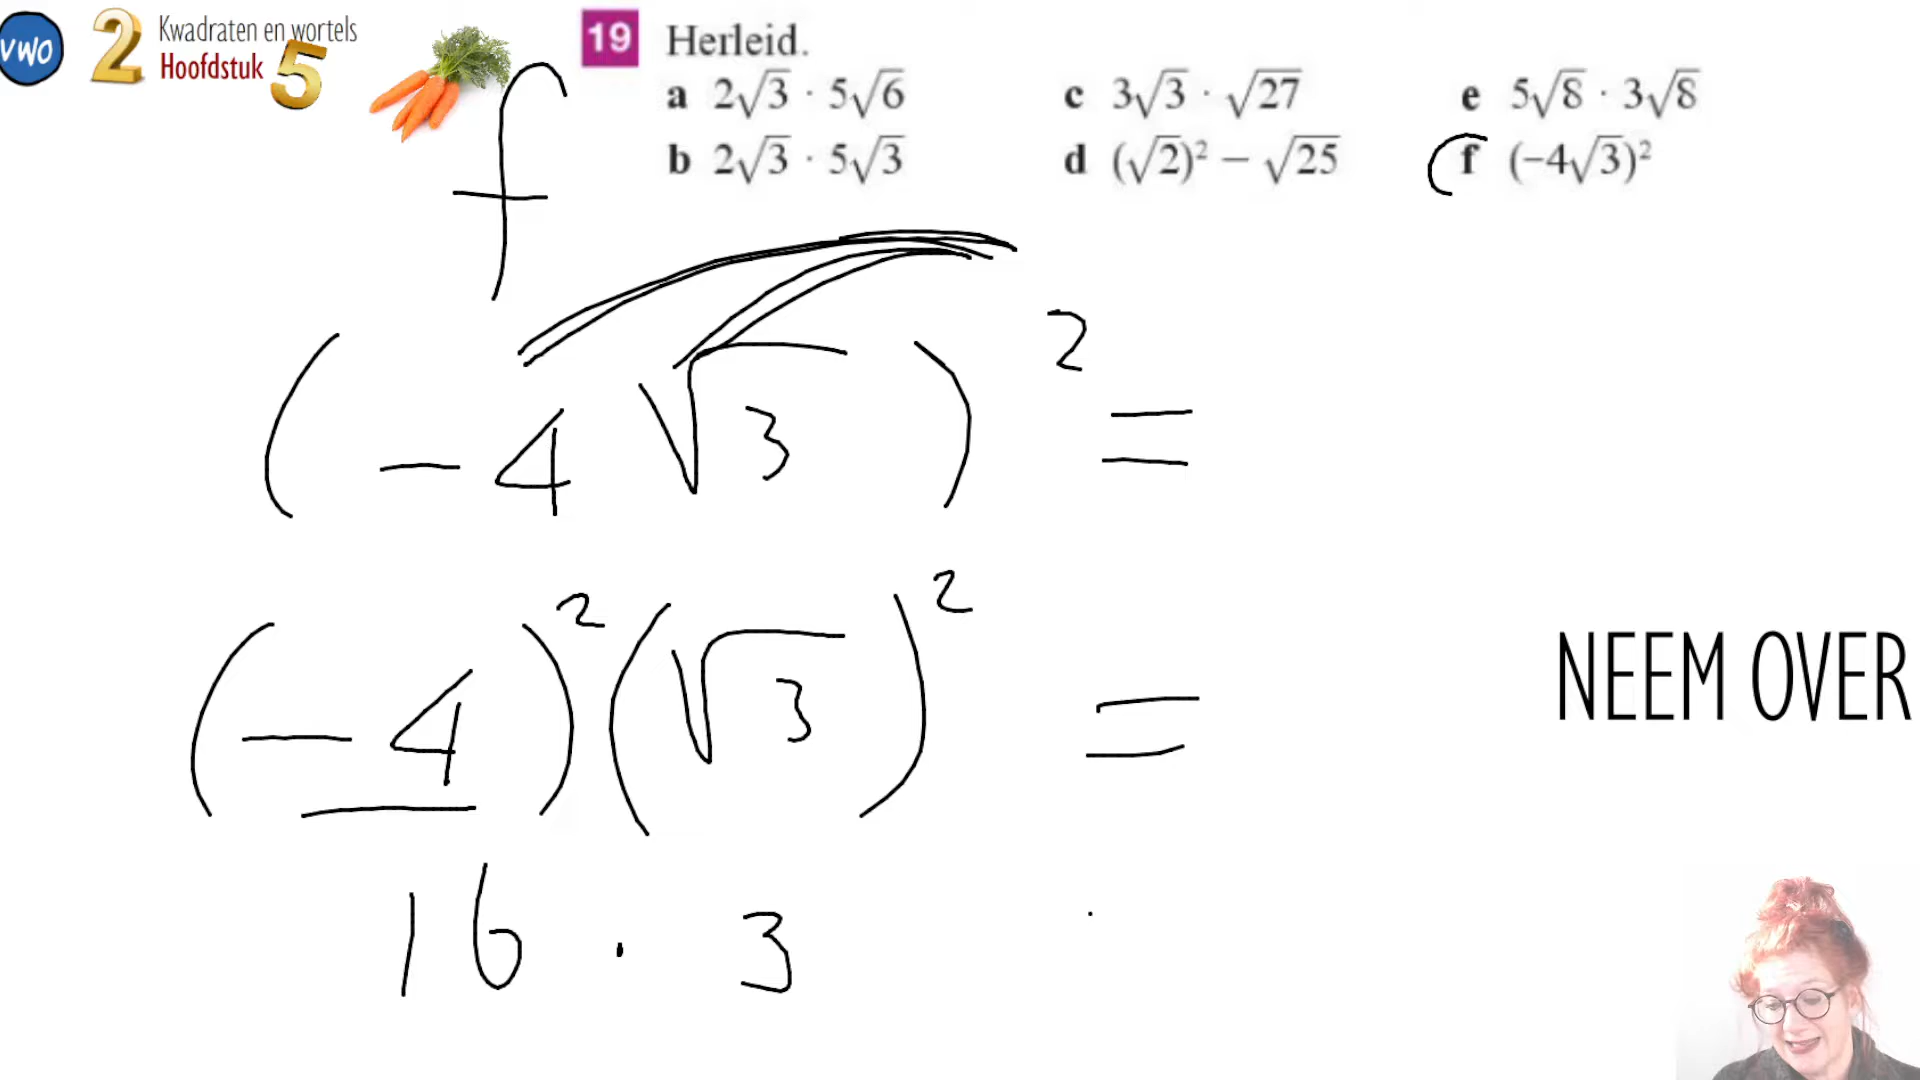 VWO
2
Kwadraten en wortels
Hoofdstuk 5
19 Herleid.
a 2√3 · 5√6
c 3√3 · √27
e 5√8 · 3√8
b 2√3 · 5√3
d (√2)² − √25
f (−4√3)²
f
(−4√3)² =
(−4)²(√3)² =
NEEM OVER
16 · 3